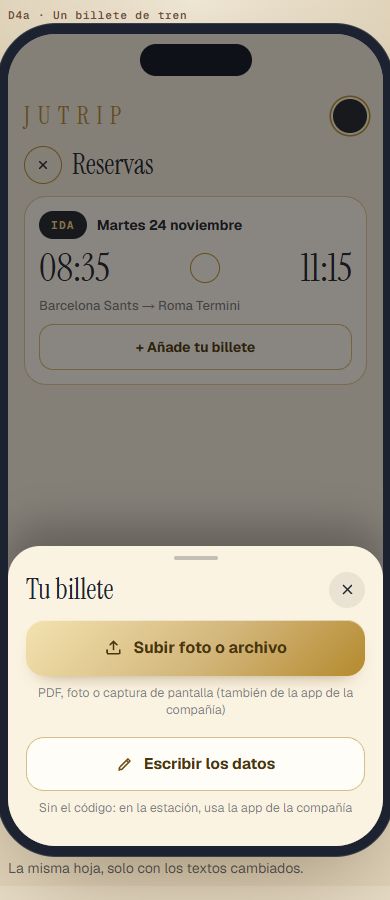 D4a · Un billete de tren
JUTRIP
Reservas
IDA Martes 24 noviembre
08:35 11:15
Barcelona Sants → Roma Termini
+ Añade tu billete
Tu billete
Subir foto o archivo
PDF, foto o captura de pantalla (también de la app de la
compañía)
Escribir los datos
Sin el código: en la estación, usa la app de la compañía
La misma hoja, solo con los textos cambiados.